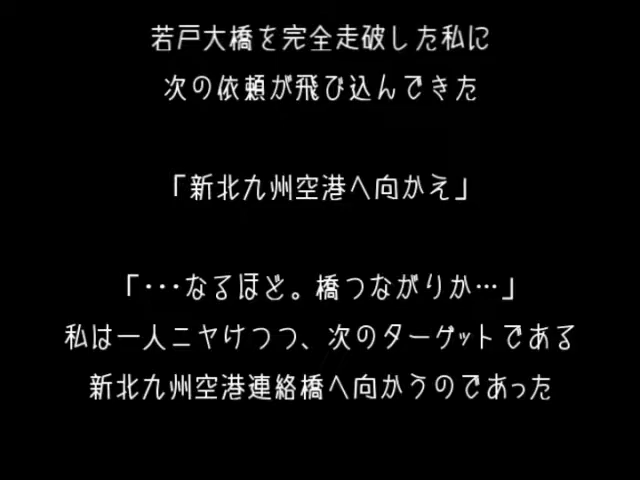 若戸大橋を完全走破した私に
次の依頼が飛び込んできた
「新北九州空港へ向かえ」
「･･･なるほど。橋つながりか…」
私は一人ニヤけつつ、次のターゲットである
新北九州空港連絡橋へ向かうのであった